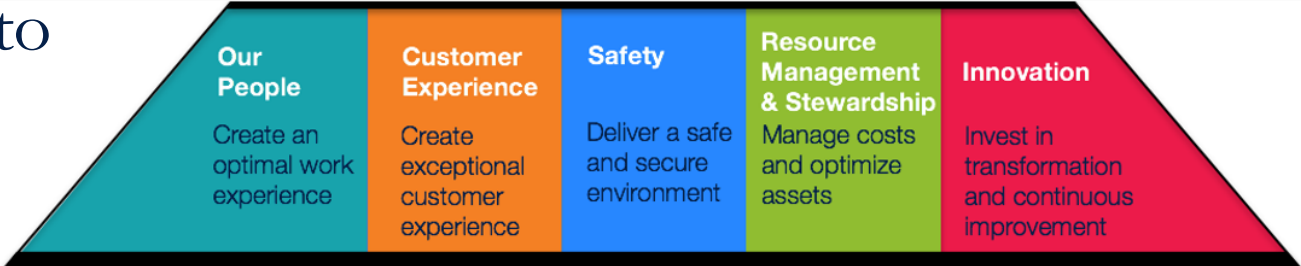 to
Our
People
Create an
optimal work
experience
Customer
Experience
Create
exceptional
customer
experience
Safety
Deliver a safe
and secure
environment
Resource
Management
& Stewardship
Manage costs
and optimize
assets
Innovation
Invest in
transformation
and continuous
improvement